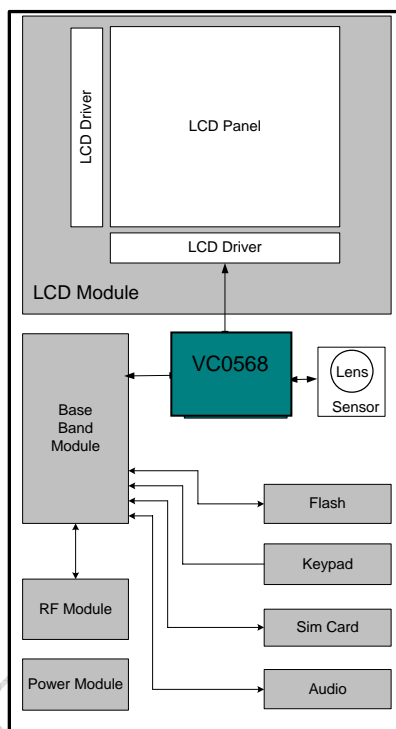 LCD Driver
LCD Panel
LCD Driver
LCD Module
VC0568
Lens
Sensor
Base
Band
Module
Flash
Keypad
RF Module
Sim Card
Power Module
Audio